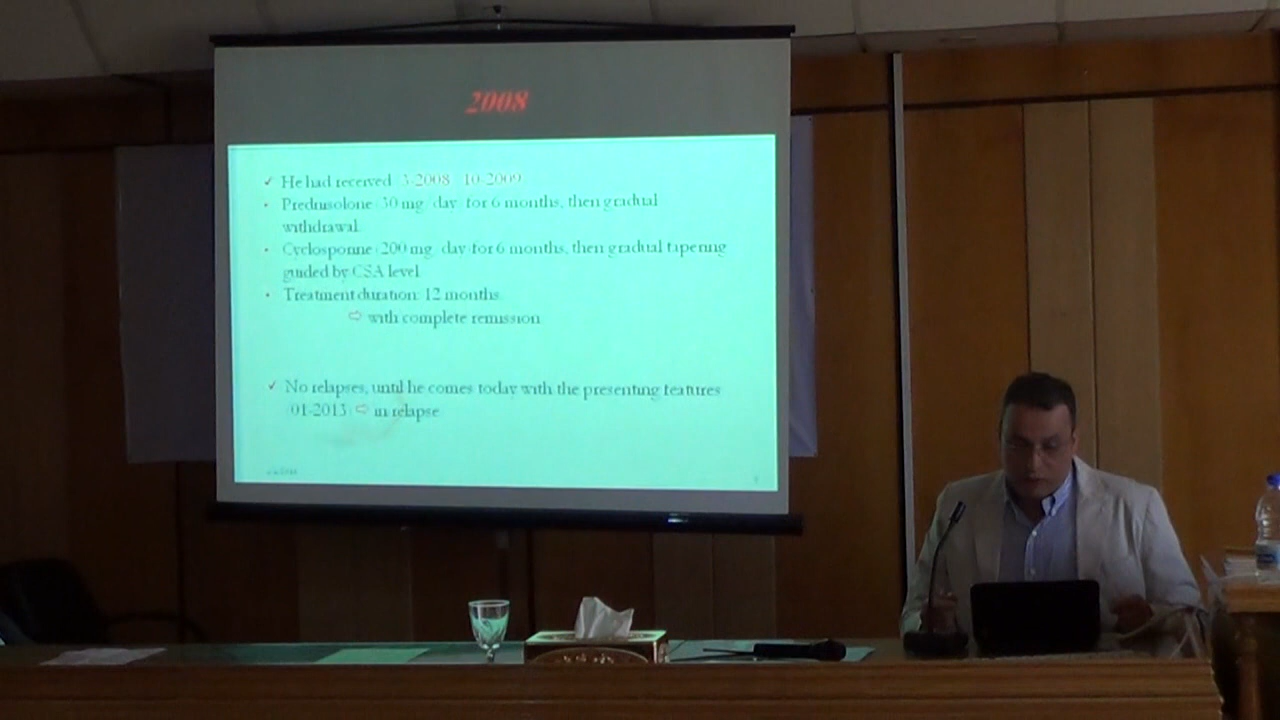 2008
✓ He had received 3-2008 10-2009
• Prednisolone 30 mg day for 6 months, then gradual
withdrawal.
• Cyclosporine 200 mg day for 6 months, then gradual tapering
guided by CSA level
• Treatment duration: 12 months.
⇨ with complete remission
✓ No relapses, until he comes today with the presenting features
01-2013 ⇨ in relapse